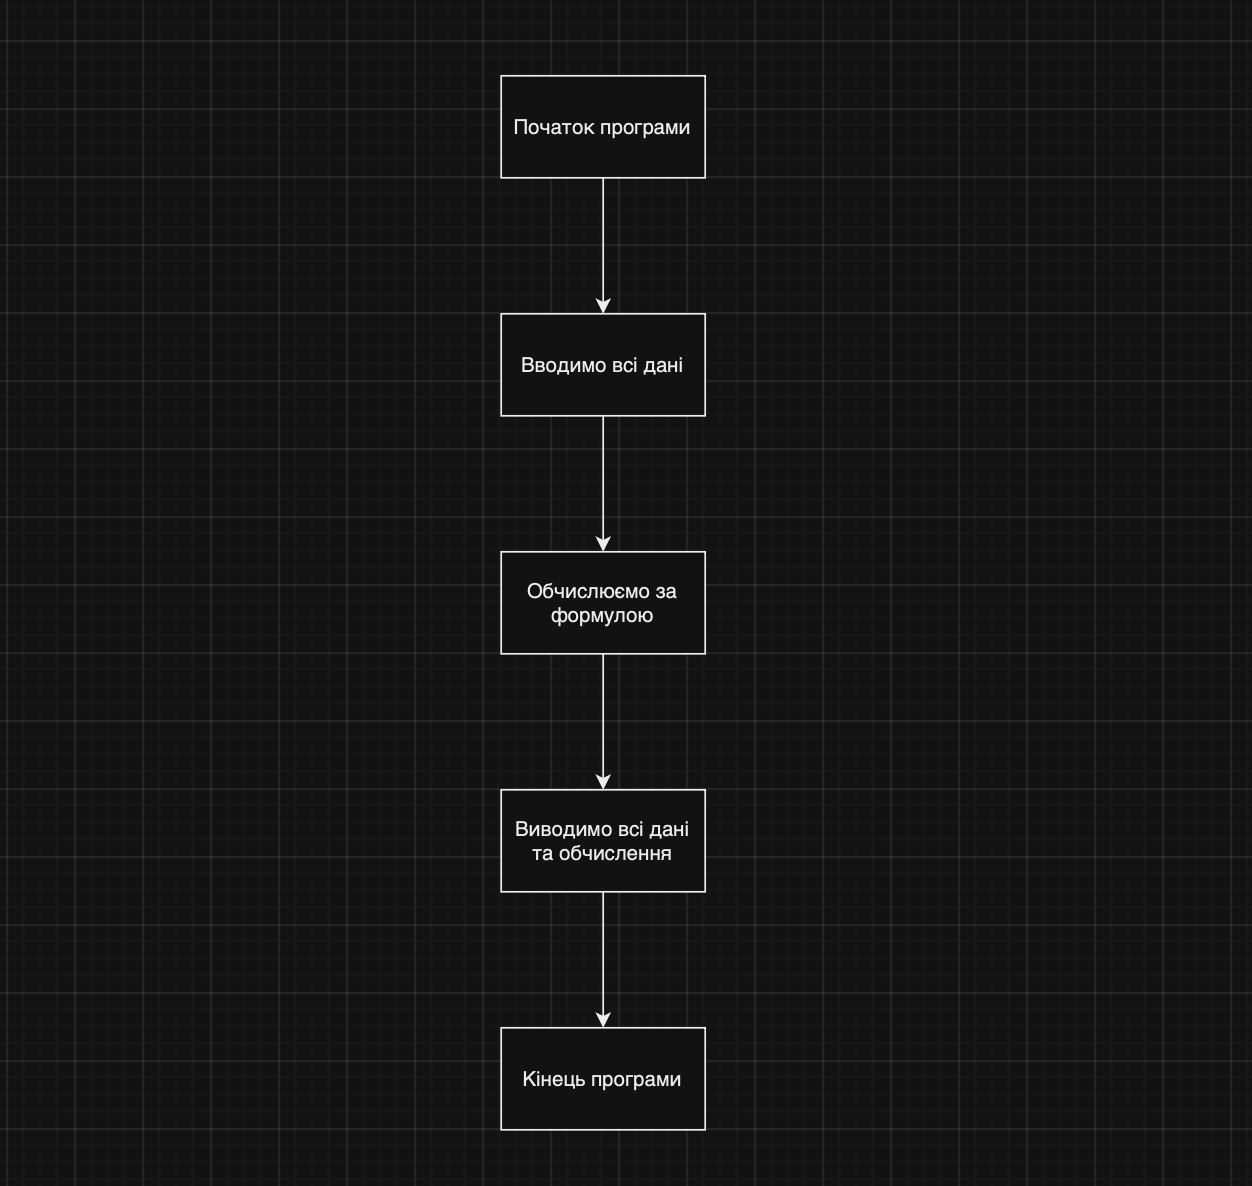 Початок програми
Вводимо всі дані
Обчислюємо за
формулою
Виводимо всі дані
та обчислення
Кінець програми